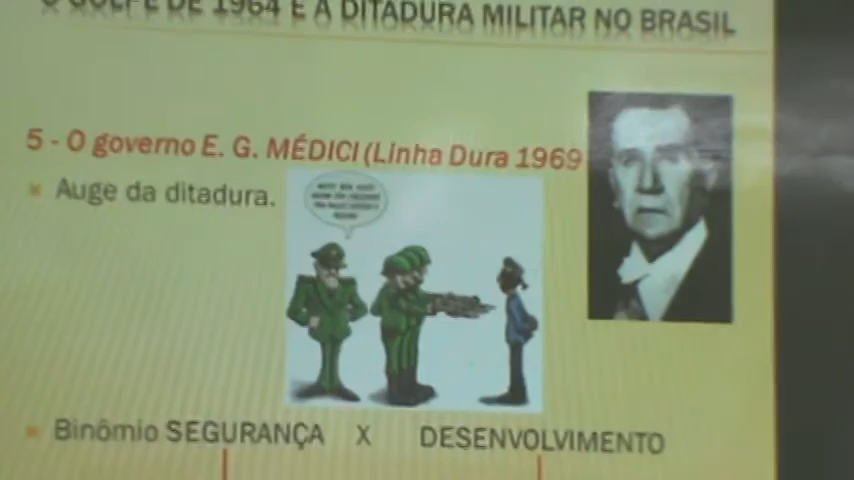 O GOLPE DE 1964 E A DITADURA MILITAR NO BRASIL
5 - O governo E. G. MÉDICI (Linha Dura 1969
Auge da ditadura.
Binômio SEGURANÇA X DESENVOLVIMENTO